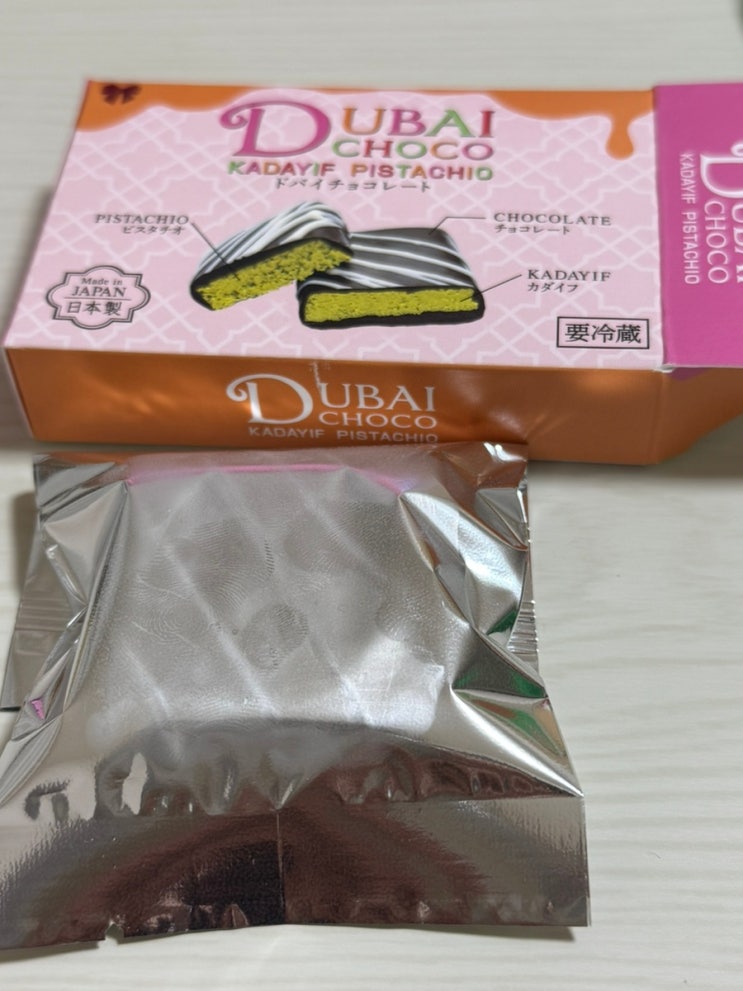 DUBAI
CHOCO
KADAYIF PISTACHIO
ドバイチョコレート
PISTACHIO
ピスタチオ
CHOCOLATE
チョコレート
KADAYIF
カダイフ
Made in
JAPAN
日本製
要冷蔵
DUBAI
CHOCO
KADAYIF PISTACHIO
DUBAI
CHOCO
KADAYIF PISTACHIO